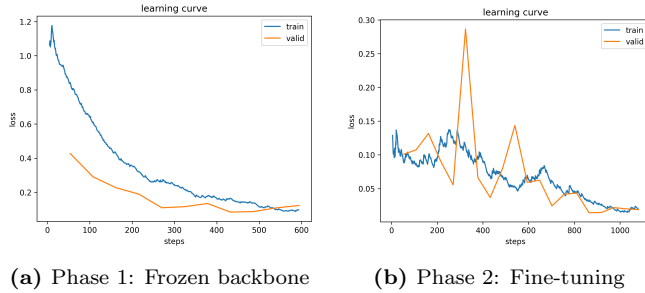 learning curve
1.2
1.0
0.8
0.6
0.4
0.2
loss
0
100
200
300
400
500
600
steps
train
valid
(a) Phase 1: Frozen backbone
learning curve
0.30
0.25
0.20
0.15
0.10
0.05
loss
0
200
400
600
800
1000
steps
train
valid
(b) Phase 2: Fine-tuning